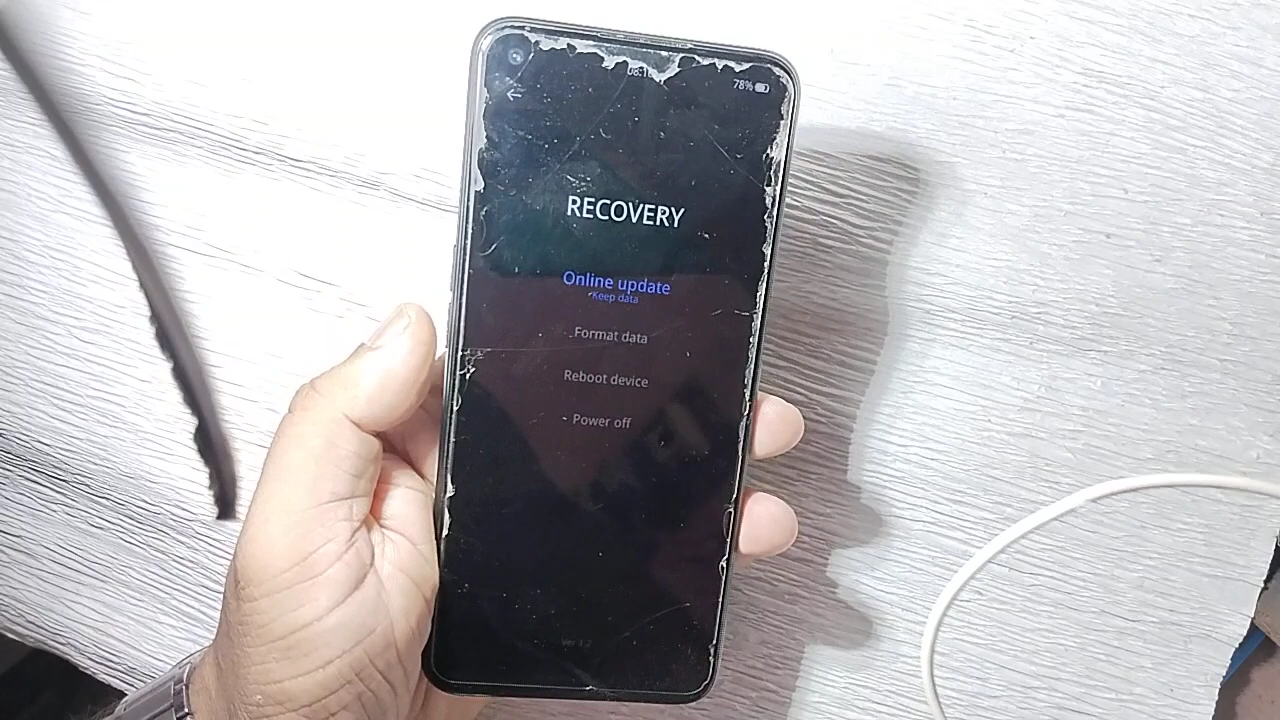 78%
RECOVERY
Online update
Keep data
Format data
Reboot device
Power off